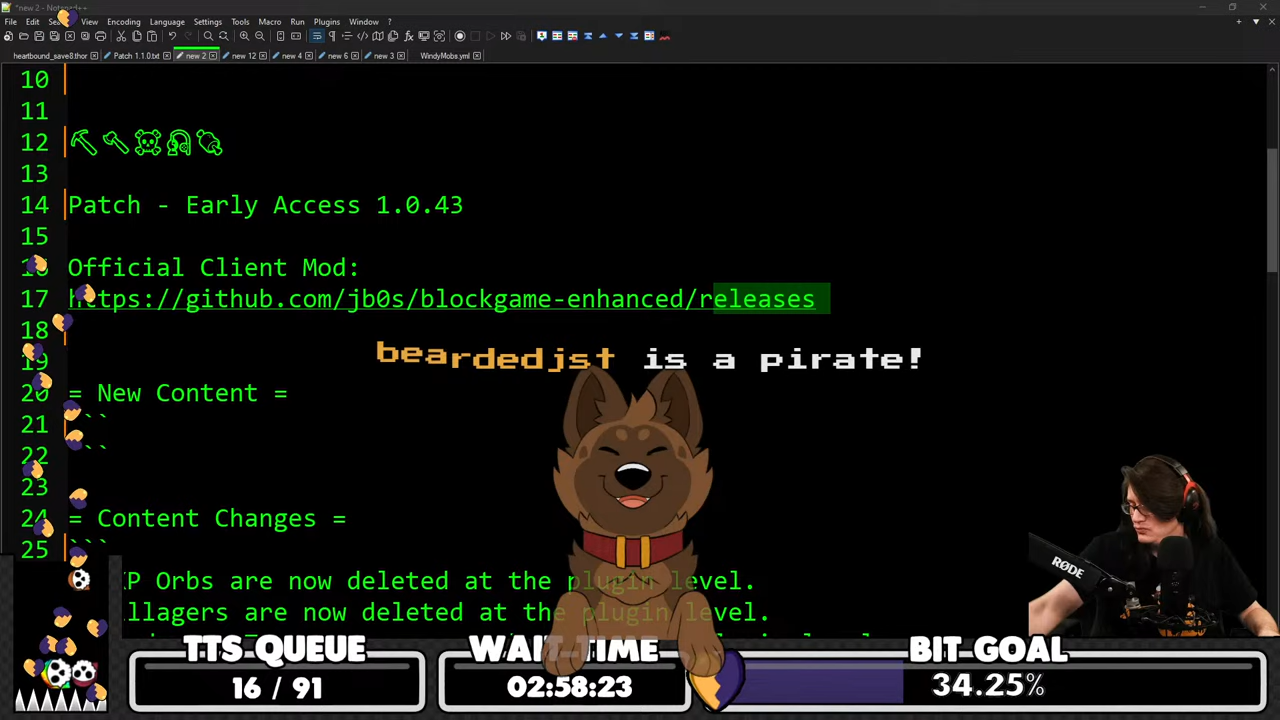 *new 2 - Notepad++
File Edit View Encoding Language Settings Tools Macro Run Plugins Window ?
heartbound_save8.thor Patch 1.1.0.txt new 2 new 12 new 4 new 6 new 3 WindyMobs.yml
10
11
12
13
14 Patch - Early Access 1.0.43
15
Official Client Mod:
17 https://github.com/jb0s/blockgame-enhanced/releases
18
beardedjst is a pirate!
20 = New Content =
21 ``
22 ``
23
24 = Content Changes =
25 ```
XP Orbs are now deleted at the plugin level.
illagers are now deleted at the plugin level.
RØDE
TTS QUEUE
16 / 91
WAIT TIME
02:58:23
BIT GOAL
34.25%